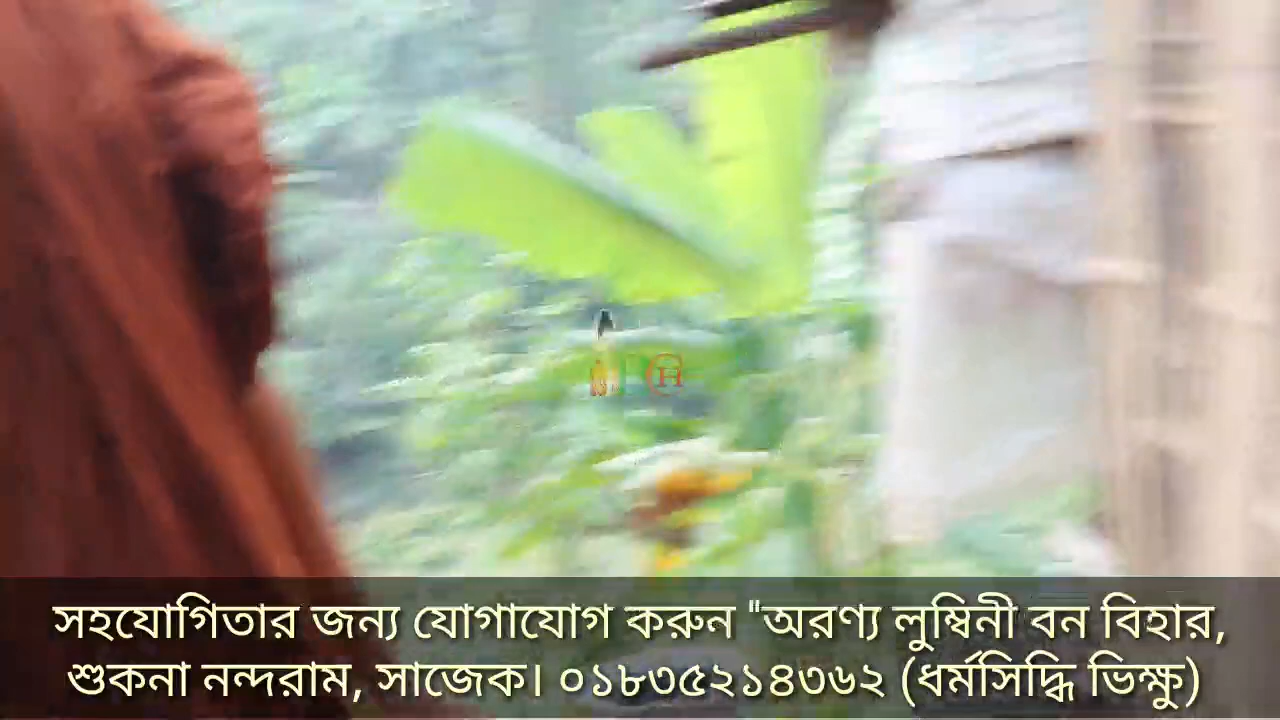 সহযোগিতার জন্য যোগাযোগ করুন "অরণ্য লুম্বিনী বন বিহার,
শুকনা নন্দরাম, সাজেক। ০১৮৩৫২১৪৩৬২ (ধর্মসিদ্ধি ভিক্ষু)